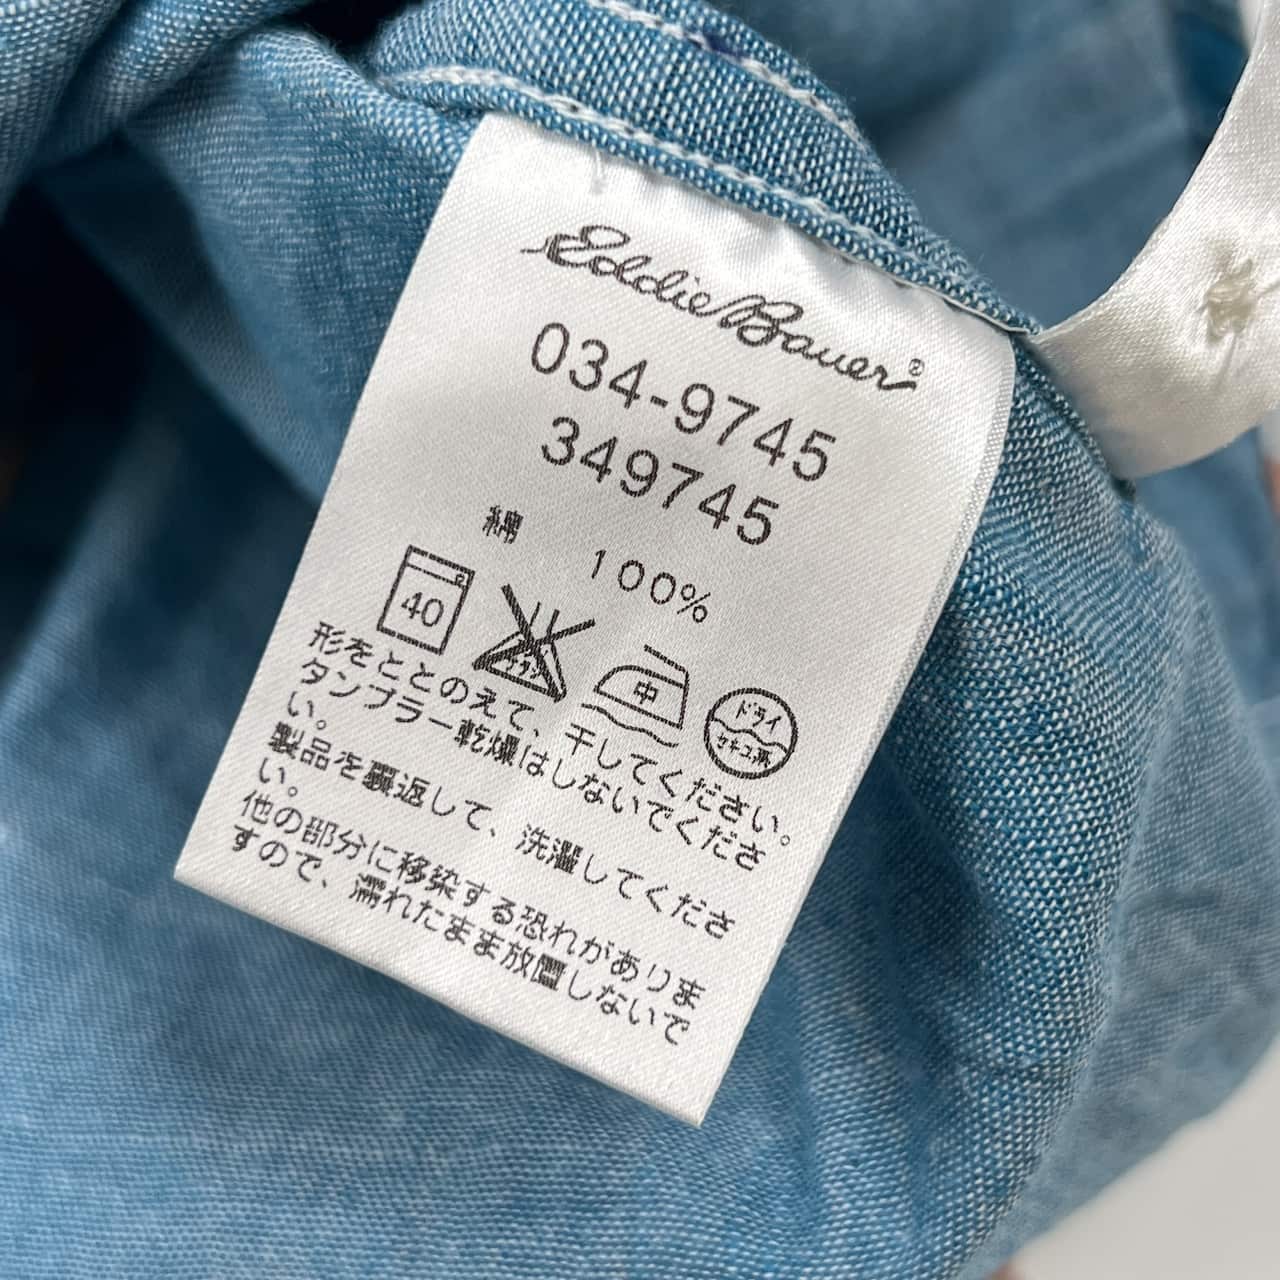 Eddie Bauer®
034-9745
349745
綿 100%
40 中 ドライ
形をととのえて、干してください。
タンブラー乾燥はしないでくださ
い。
製品を裏返して、洗濯してくださ
い。
他の部分に移染する恐れがありま
すので、濡れたまま放置しないで